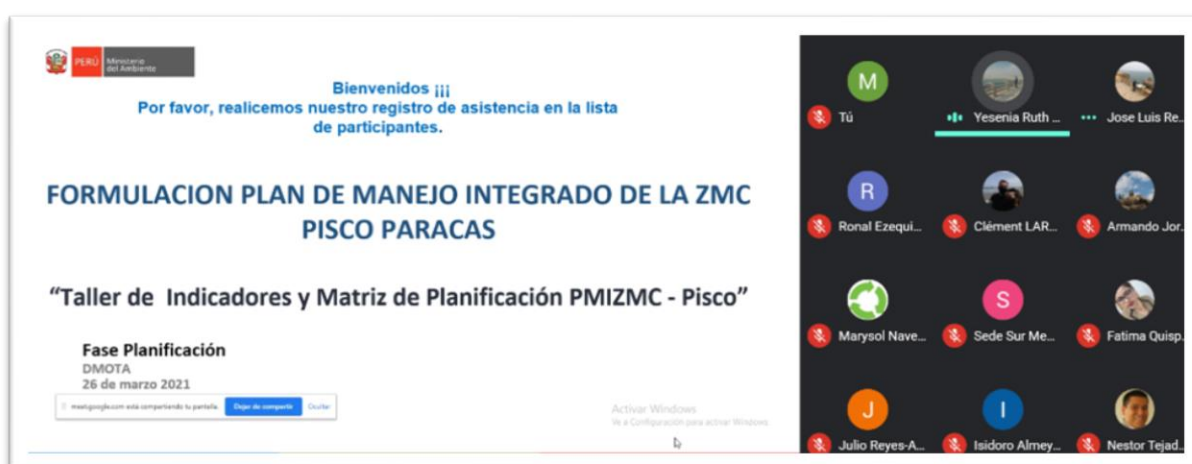 PERÚ
Ministerio
del Ambiente
Bienvenidos ¡¡¡
Por favor, realicemos nuestro registro de asistencia en la lista
de participantes.
FORMULACION PLAN DE MANEJO INTEGRADO DE LA ZMC
PISCO PARACAS
“Taller de Indicadores y Matriz de Planificación PMIZMC - Pisco”
Fase Planificación
DMOTA
26 de marzo 2021
meet.google.com está compartiendo tu pantalla.
Dejar de compartir
Ocultar
Activar Windows
Ve a Configuración para activar Windows.
M
Tú
Yesenia Ruth ...
Jose Luis Re...
R
Ronal Ezequi...
Clément LAR...
Armando Jor...
Marysol Nave...
S
Sede Sur Me...
Fatima Quisp...
J
Julio Reyes-A...
I
Isidoro Almey...
Nestor Tejad...